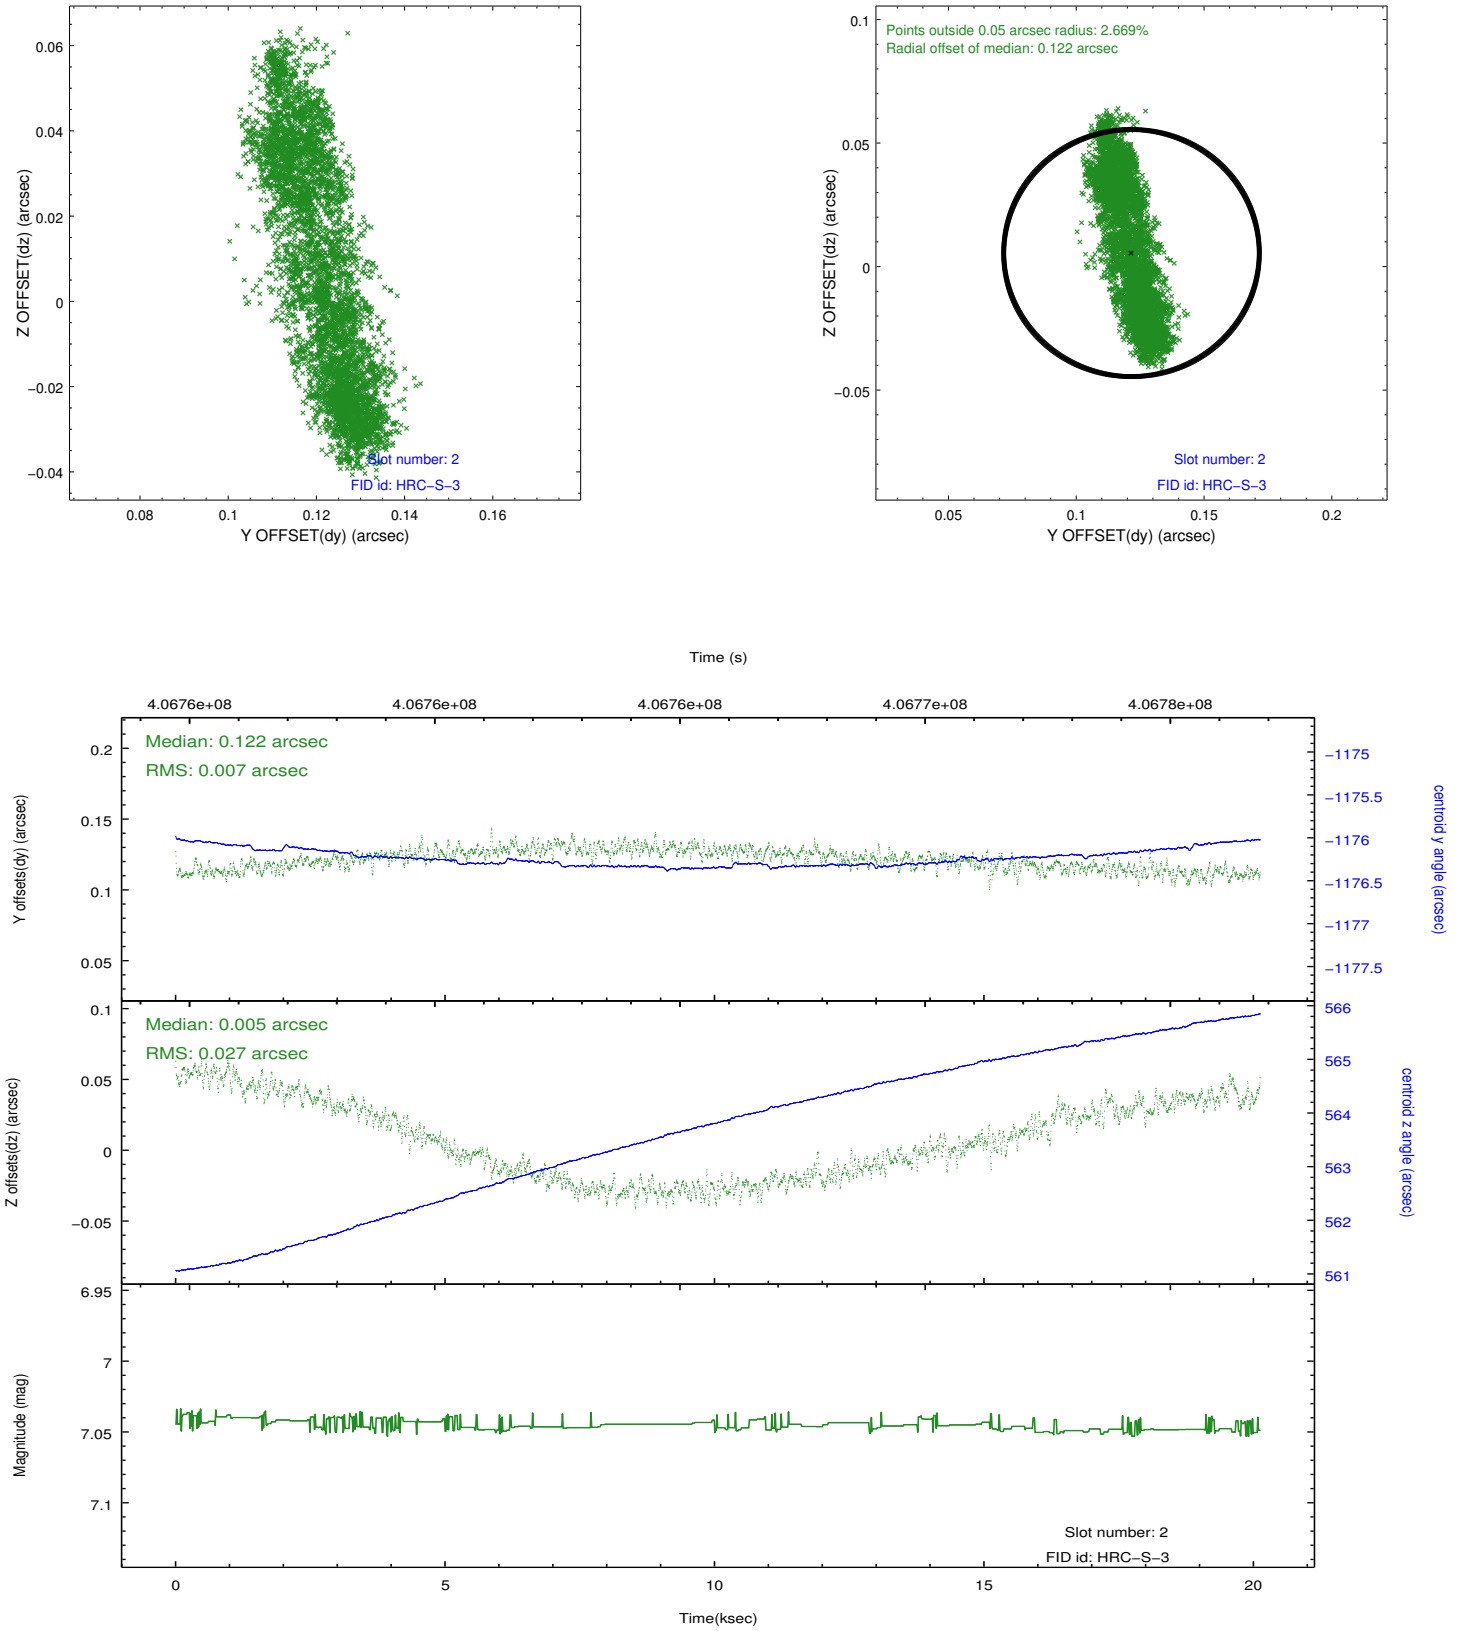 0.06
0.04
0.02
0
−0.02
−0.04
Z OFFSET(dz) (arcsec)
0.08
0.1
0.12
0.14
0.16
Y OFFSET(dy) (arcsec)
Slot number: 2
FID id: HRC−S−3
Points outside 0.05 arcsec radius: 2.669%
Radial offset of median: 0.122 arcsec
0.1
0.05
0
−0.05
Z OFFSET(dz) (arcsec)
0.05
0.1
0.15
0.2
Y OFFSET(dy) (arcsec)
Slot number: 2
FID id: HRC−S−3
Time (s)
4.0676e+08
4.0676e+08
4.0676e+08
4.0677e+08
4.0678e+08
Median: 0.122 arcsec
RMS: 0.007 arcsec
0.2
0.15
0.1
0.05
Y offsets(dy) (arcsec)
−1175
−1175.5
−1176
−1176.5
−1177
−1177.5
centroid y angle (arcsec)
Median: 0.005 arcsec
RMS: 0.027 arcsec
0.1
0.05
0
−0.05
Z offsets(dz) (arcsec)
566
565
564
563
562
561
centroid z angle (arcsec)
6.95
7
7.05
7.1
Magnitude (mag)
Slot number: 2
FID id: HRC−S−3
0
5
10
15
20
Time(ksec)